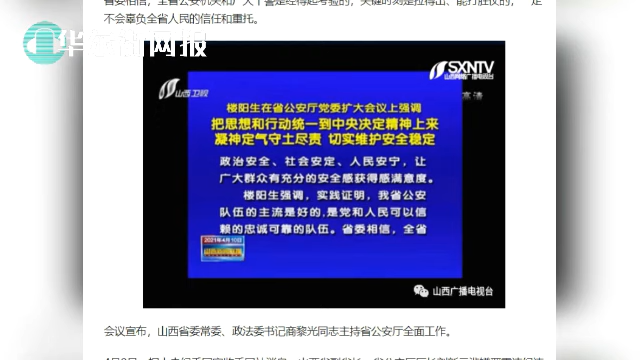 省委相信，全省公安机关和广大干警是经得起考验的，关键时刻是拉得出、能打胜仗的，一定
不会辜负全省人民的信任和重托。
SXNTV
山西网络广播电视台
山西卫视
高清
楼阳生在省公安厅党委扩大会议上强调
把思想和行动统一到中央决定精神上来
凝神定气守土尽责 切实维护安全稳定
政治安全、社会安定、人民安宁，让
广大群众有充分的安全感获得感满意度。
楼阳生强调，实践证明，我省公安
队伍的主流是好的,是党和人民可以信
赖的忠诚可靠的队伍。省委相信，全省
2021年4月10日
山西新闻联播
山西广播电视台
会议宣布，山西省委常委、政法委书记商黎光同志主持省公安厅全面工作。